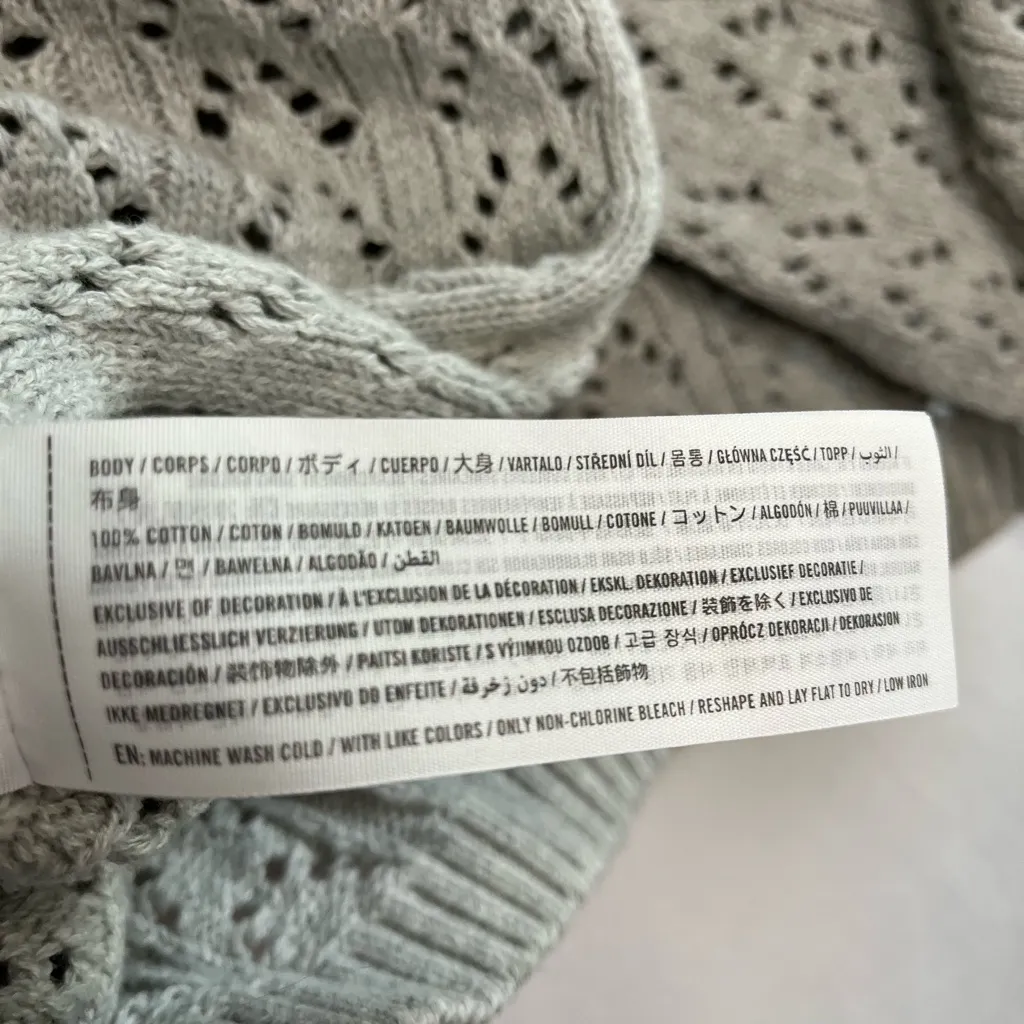 BODY / CORPS / CORPO / ボディ / CUERPO / 大身 / VARTALO / STŘEDNÍ DÍL / 몸통 / GŁÓWNA CZĘŚĆ / TOPP / الثوب /
布身
100% COTTON / COTON / BOMULD / KATOEN / BAUMWOLLE / BOMULL / COTONE / コットン / ALGODÓN / 棉 / PUUVILLAA /
BAVLNA / 면 / BAWEŁNA / ALGODÃO / القطن
EXCLUSIVE OF DECORATION / À L'EXCLUSION DE LA DÉCORATION / EKSKL. DEKORATION / EXCLUSIEF DECORATIE /
AUSSCHLIESSLICH VERZIERUNG / UTOM DEKORATIONEN / ESCLUSA DECORAZIONE / 装飾を除く / EXCLUSIVO DE
DECORACIÓN / 装饰物除外 / PAITSI KORISTE / S VÝJIMKOU OZDOB / 고급 장식 / OPRÓCZ DEKORACJI / DEKORASJON
IKKE MEDREGNET / EXCLUSIVO DO ENFEITE / دون زخرفة / 不包括飾物
EN: MACHINE WASH COLD / WITH LIKE COLORS / ONLY NON-CHLORINE BLEACH / RESHAPE AND LAY FLAT TO DRY / LOW IRON